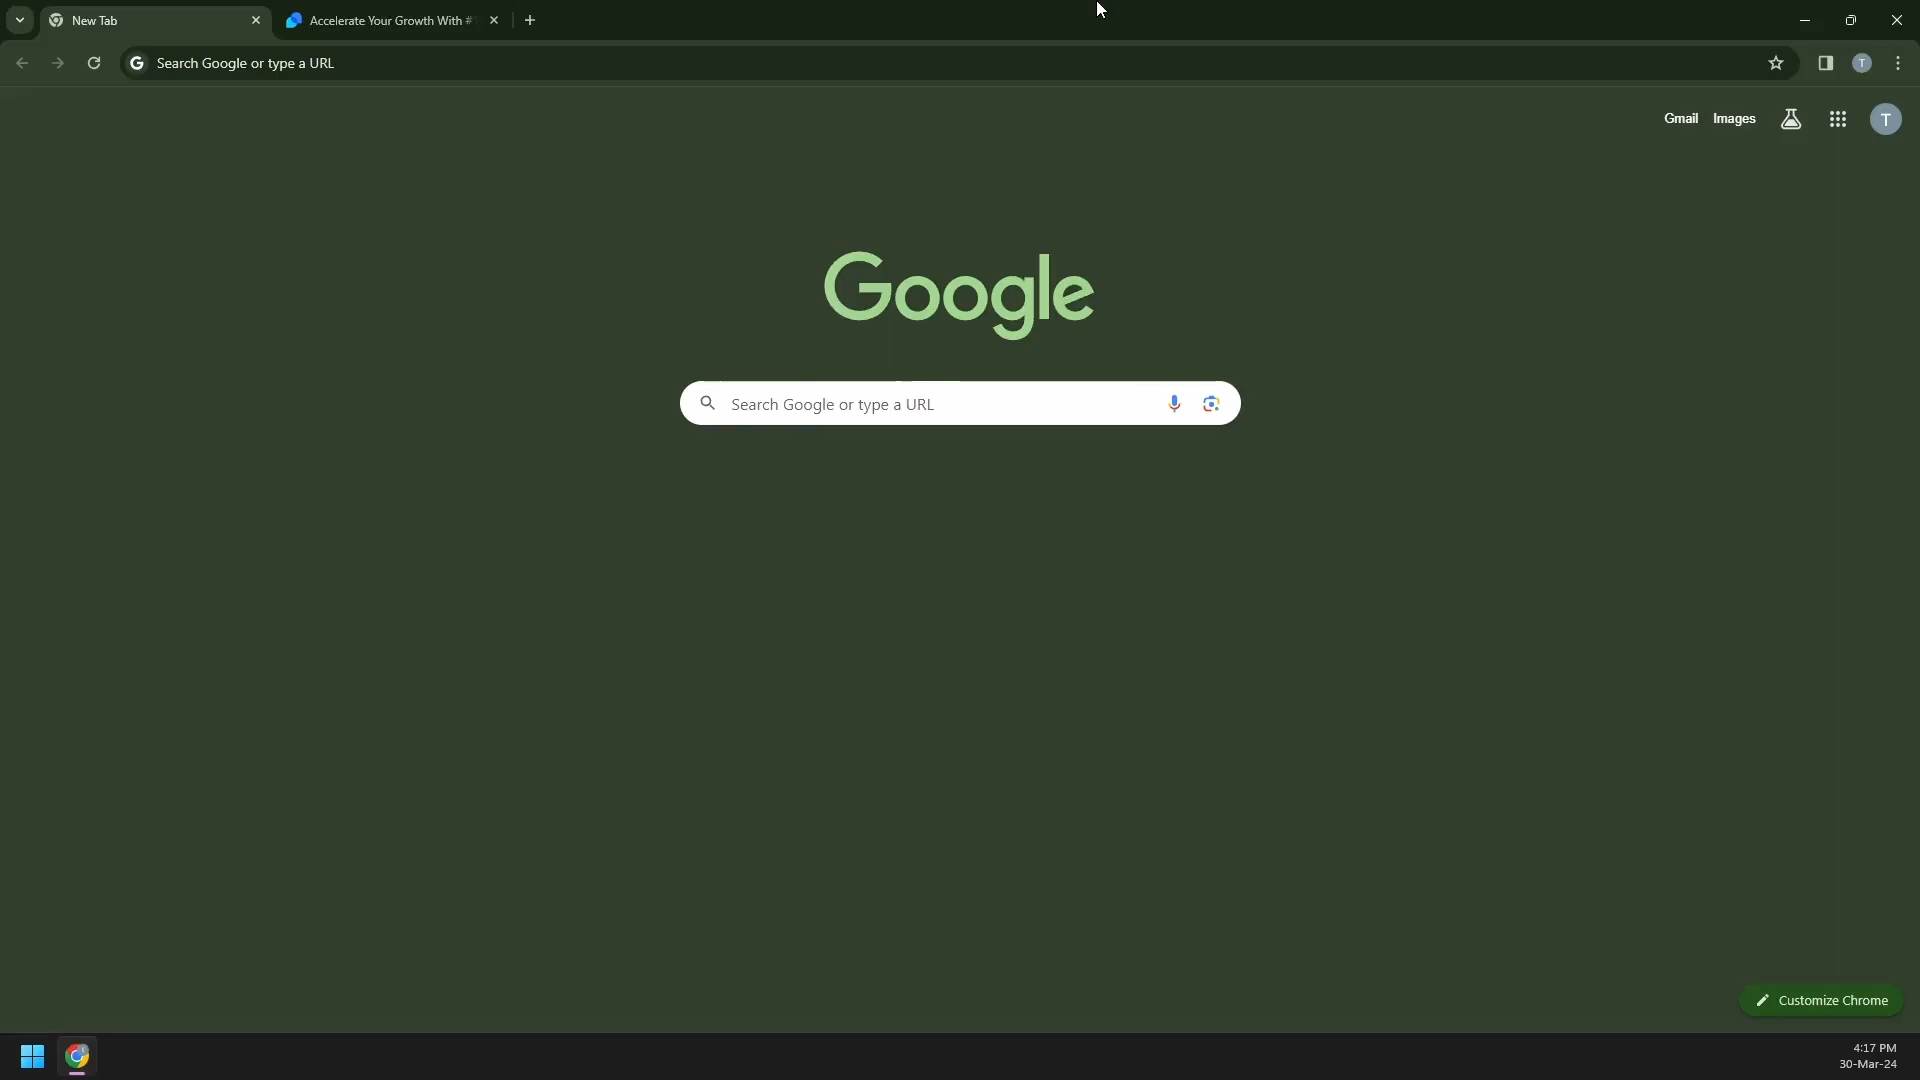 New Tab
Accelerate Your Growth With #
Search Google or type a URL
T
Gmail Images
T
Google
Search Google or type a URL
Customize Chrome
4:17 PM
30-Mar-24